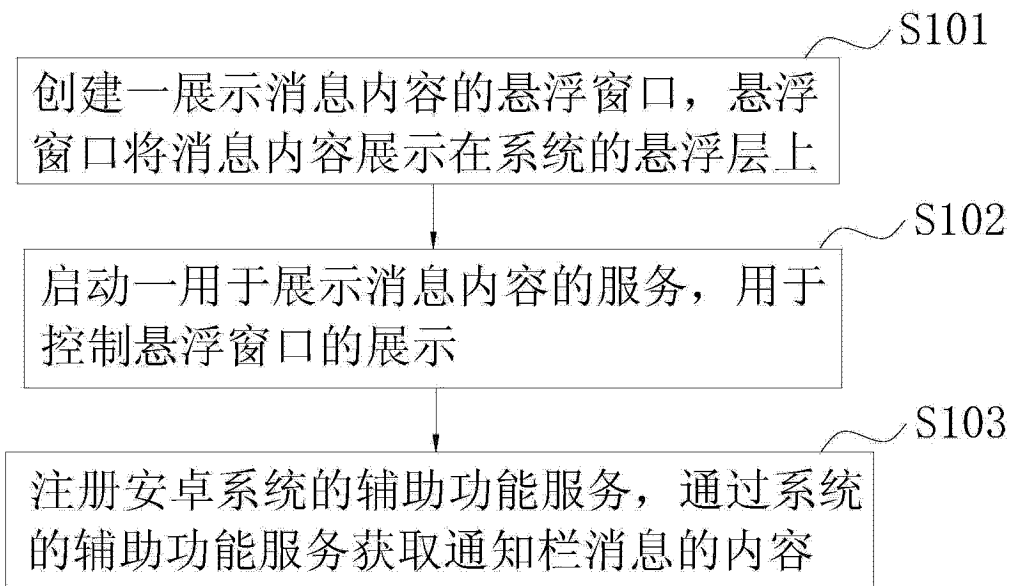 S101
创建一展示消息内容的悬浮窗口，悬浮
窗口将消息内容展示在系统的悬浮层上
S102
启动一用于展示消息内容的服务，用于
控制悬浮窗口的展示
S103
注册安卓系统的辅助功能服务，通过系统
的辅助功能服务获取通知栏消息的内容